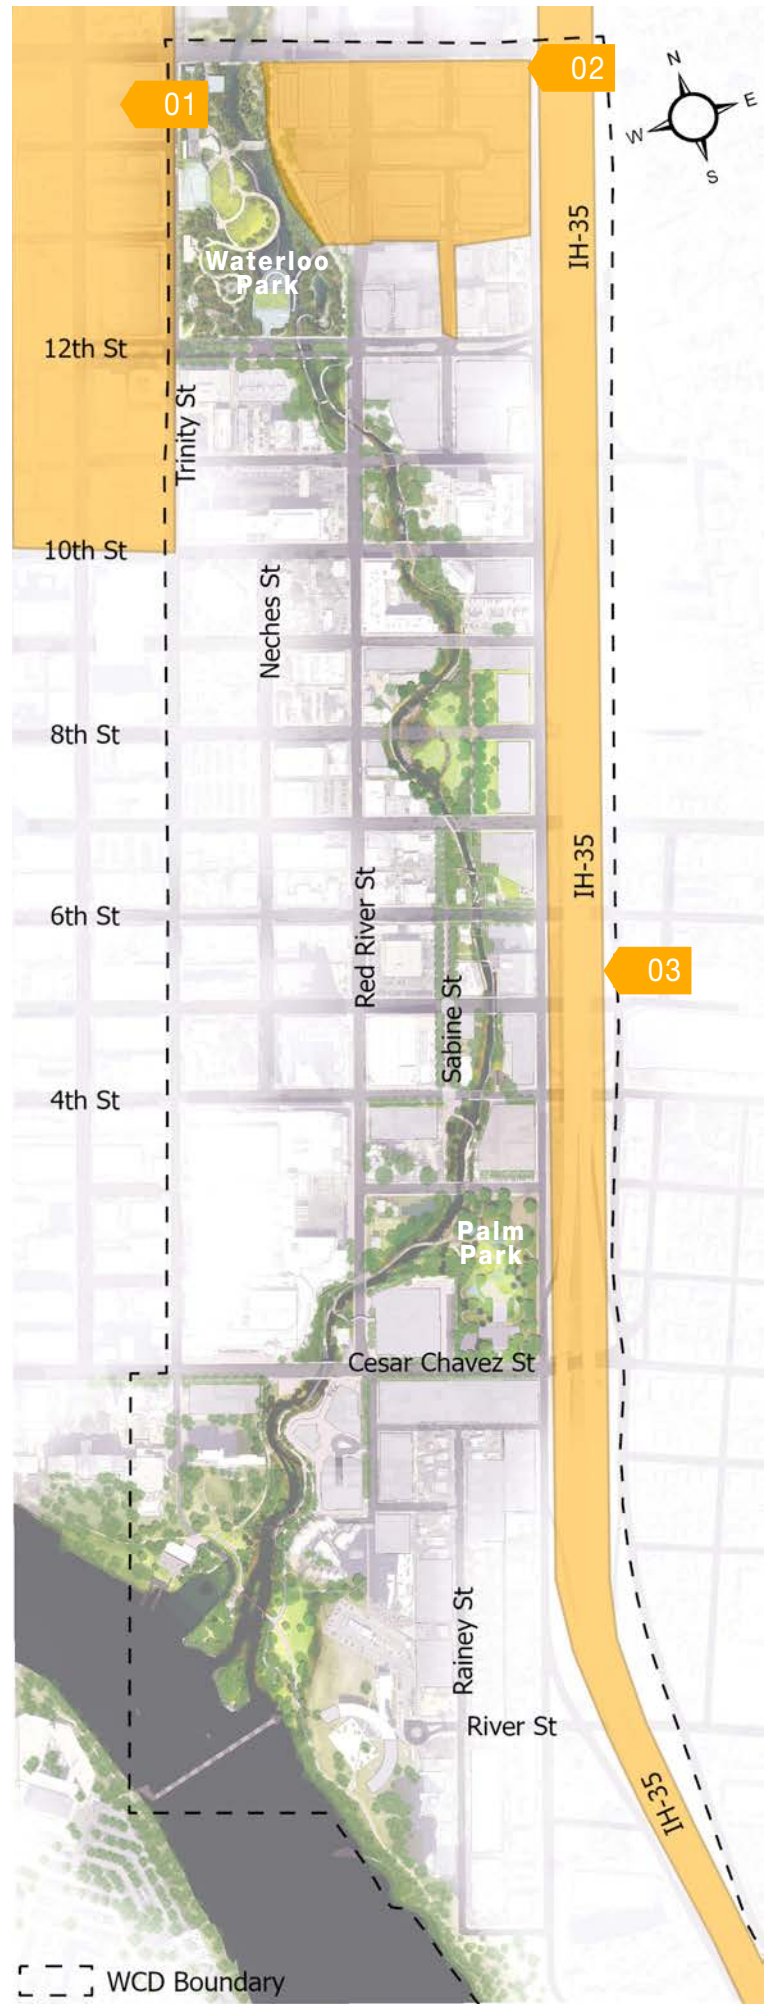 02
01
N
E
W
S
IH-35
Waterloo
Park
12th St
Trinity St
10th St
Neches St
8th St
IH-35
Red River St
6th St
03
Sabine St
4th St
Palm
Park
Cesar Chavez St
Rainey St
River St
IH-35
WCD Boundary